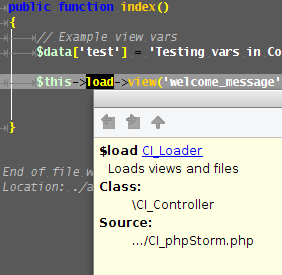 public function index()
{
// Example view vars
$data['test'] = 'Testing vars in Co
$this->load->view('welcome_message'
}
End of file w
Location: ./a
$load CI_Loader
Loads views and files
Class:
\CI_Controller
Source:
.../CI_phpStorm.php